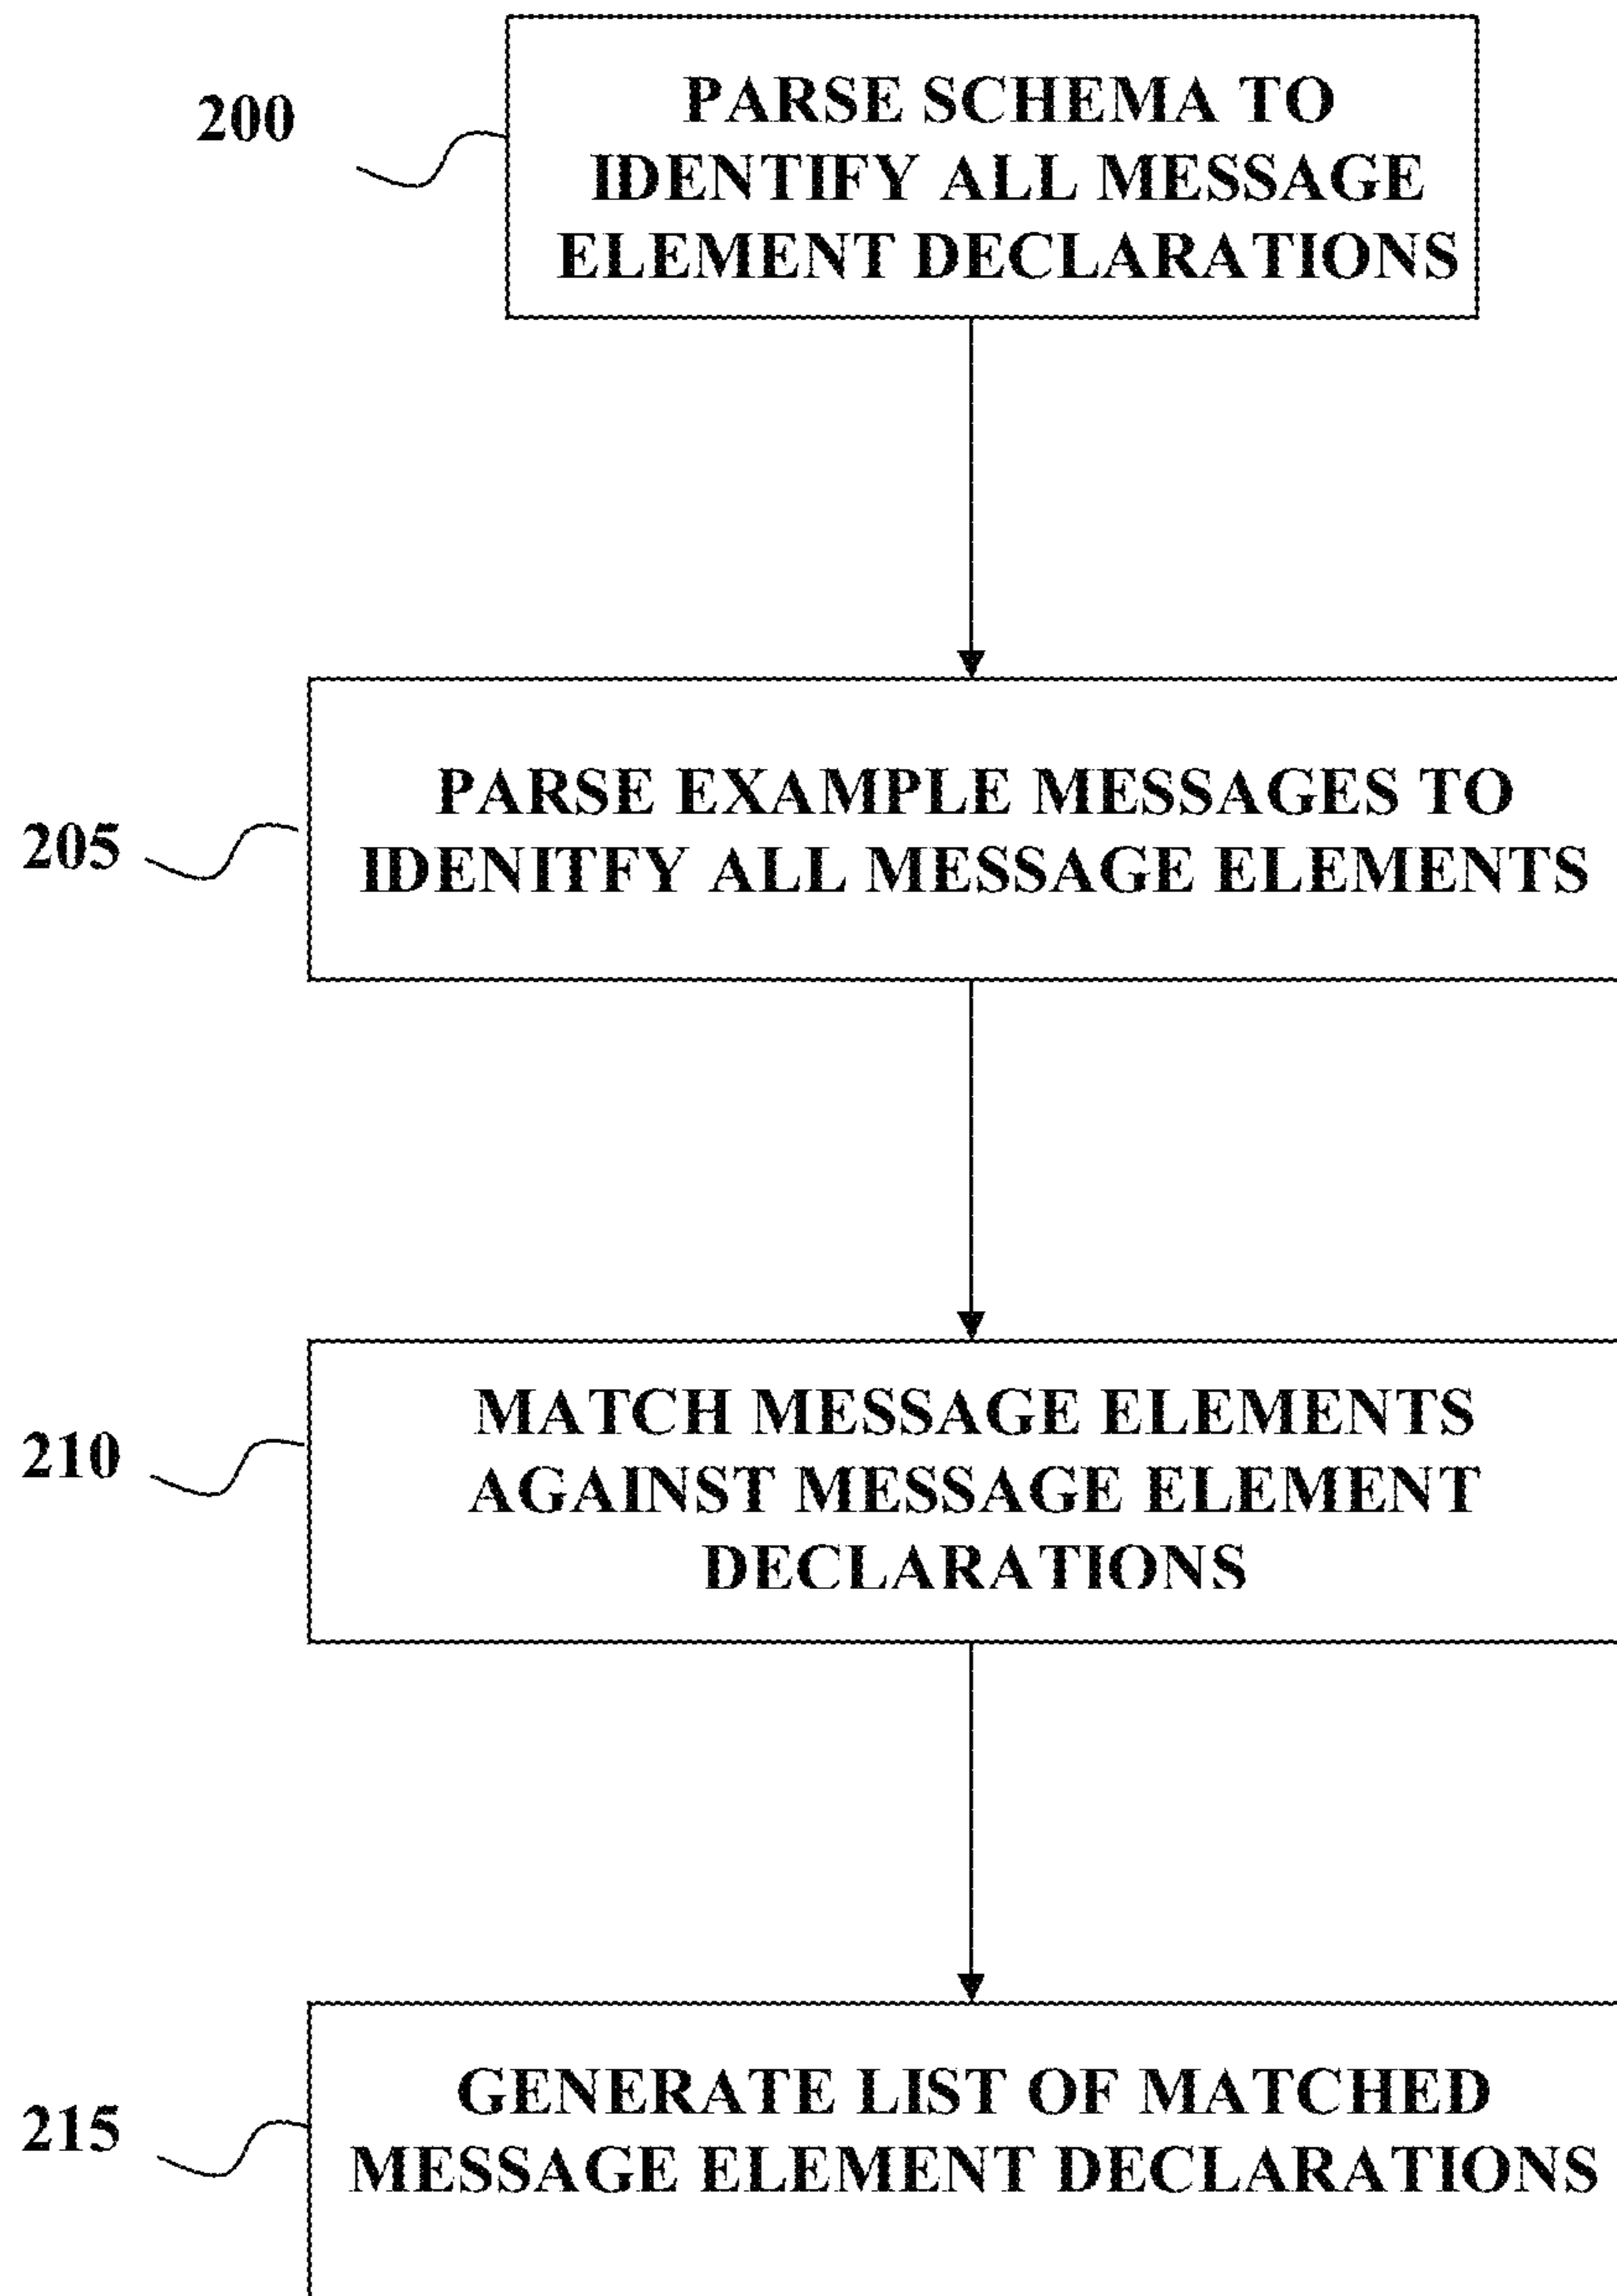 200
PARSE SCHEMA TO
IDENTIFY ALL MESSAGE
ELEMENT DECLARATIONS
205
PARSE EXAMPLE MESSAGES TO
IDENITFY ALL MESSAGE ELEMENTS
210
MATCH MESSAGE ELEMENTS
AGAINST MESSAGE ELEMENT
DECLARATIONS
215
GENERATE LIST OF MATCHED
MESSAGE ELEMENT DECLARATIONS